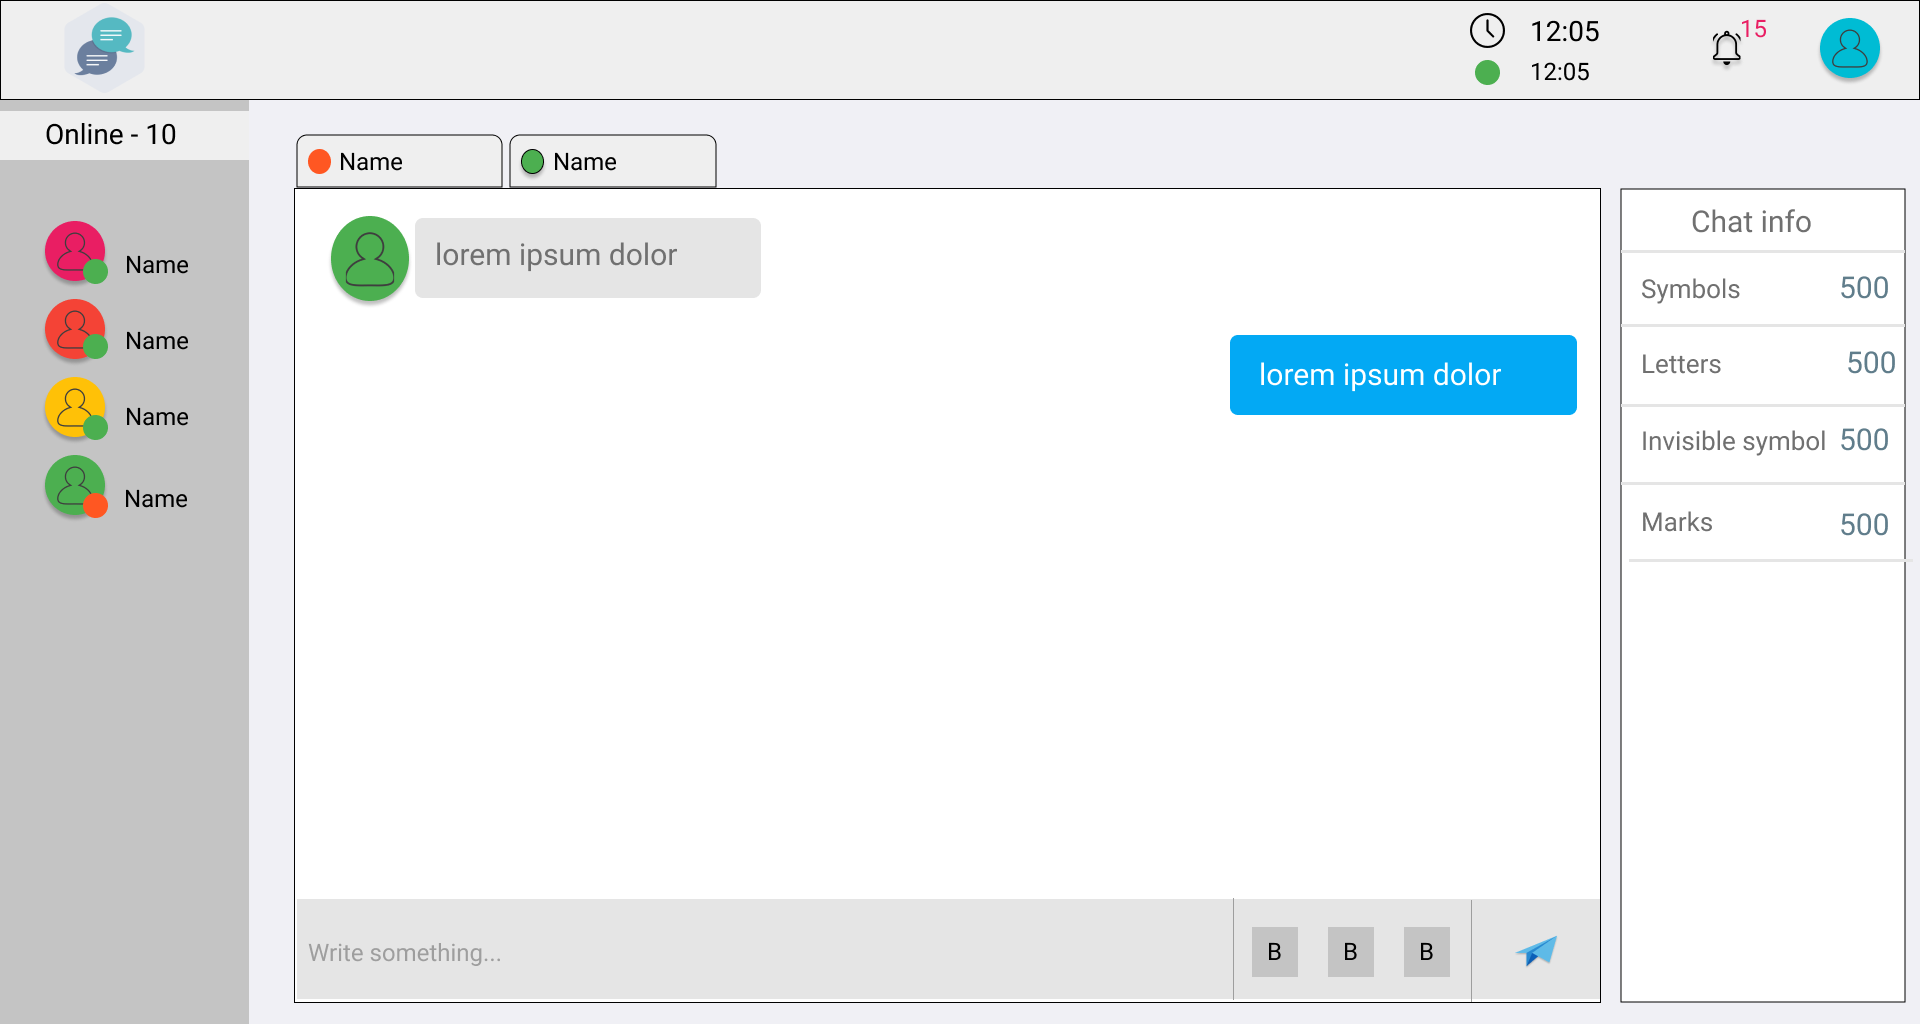 12:05
12:05
15
Online - 10
Name
Name
Name
Name
Name
Name
lorem ipsum dolor
lorem ipsum dolor
Write something...
B B B
Chat info
Symbols 500
Letters 500
Invisible symbol 500
Marks 500